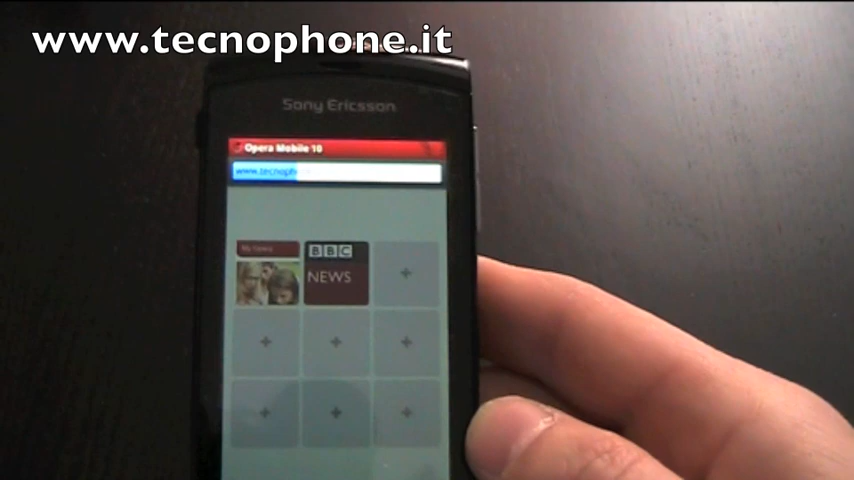 www.tecnophone.it
Sony Ericsson
Opera Mobile 10
www.tecnoph
My News
BBC
NEWS